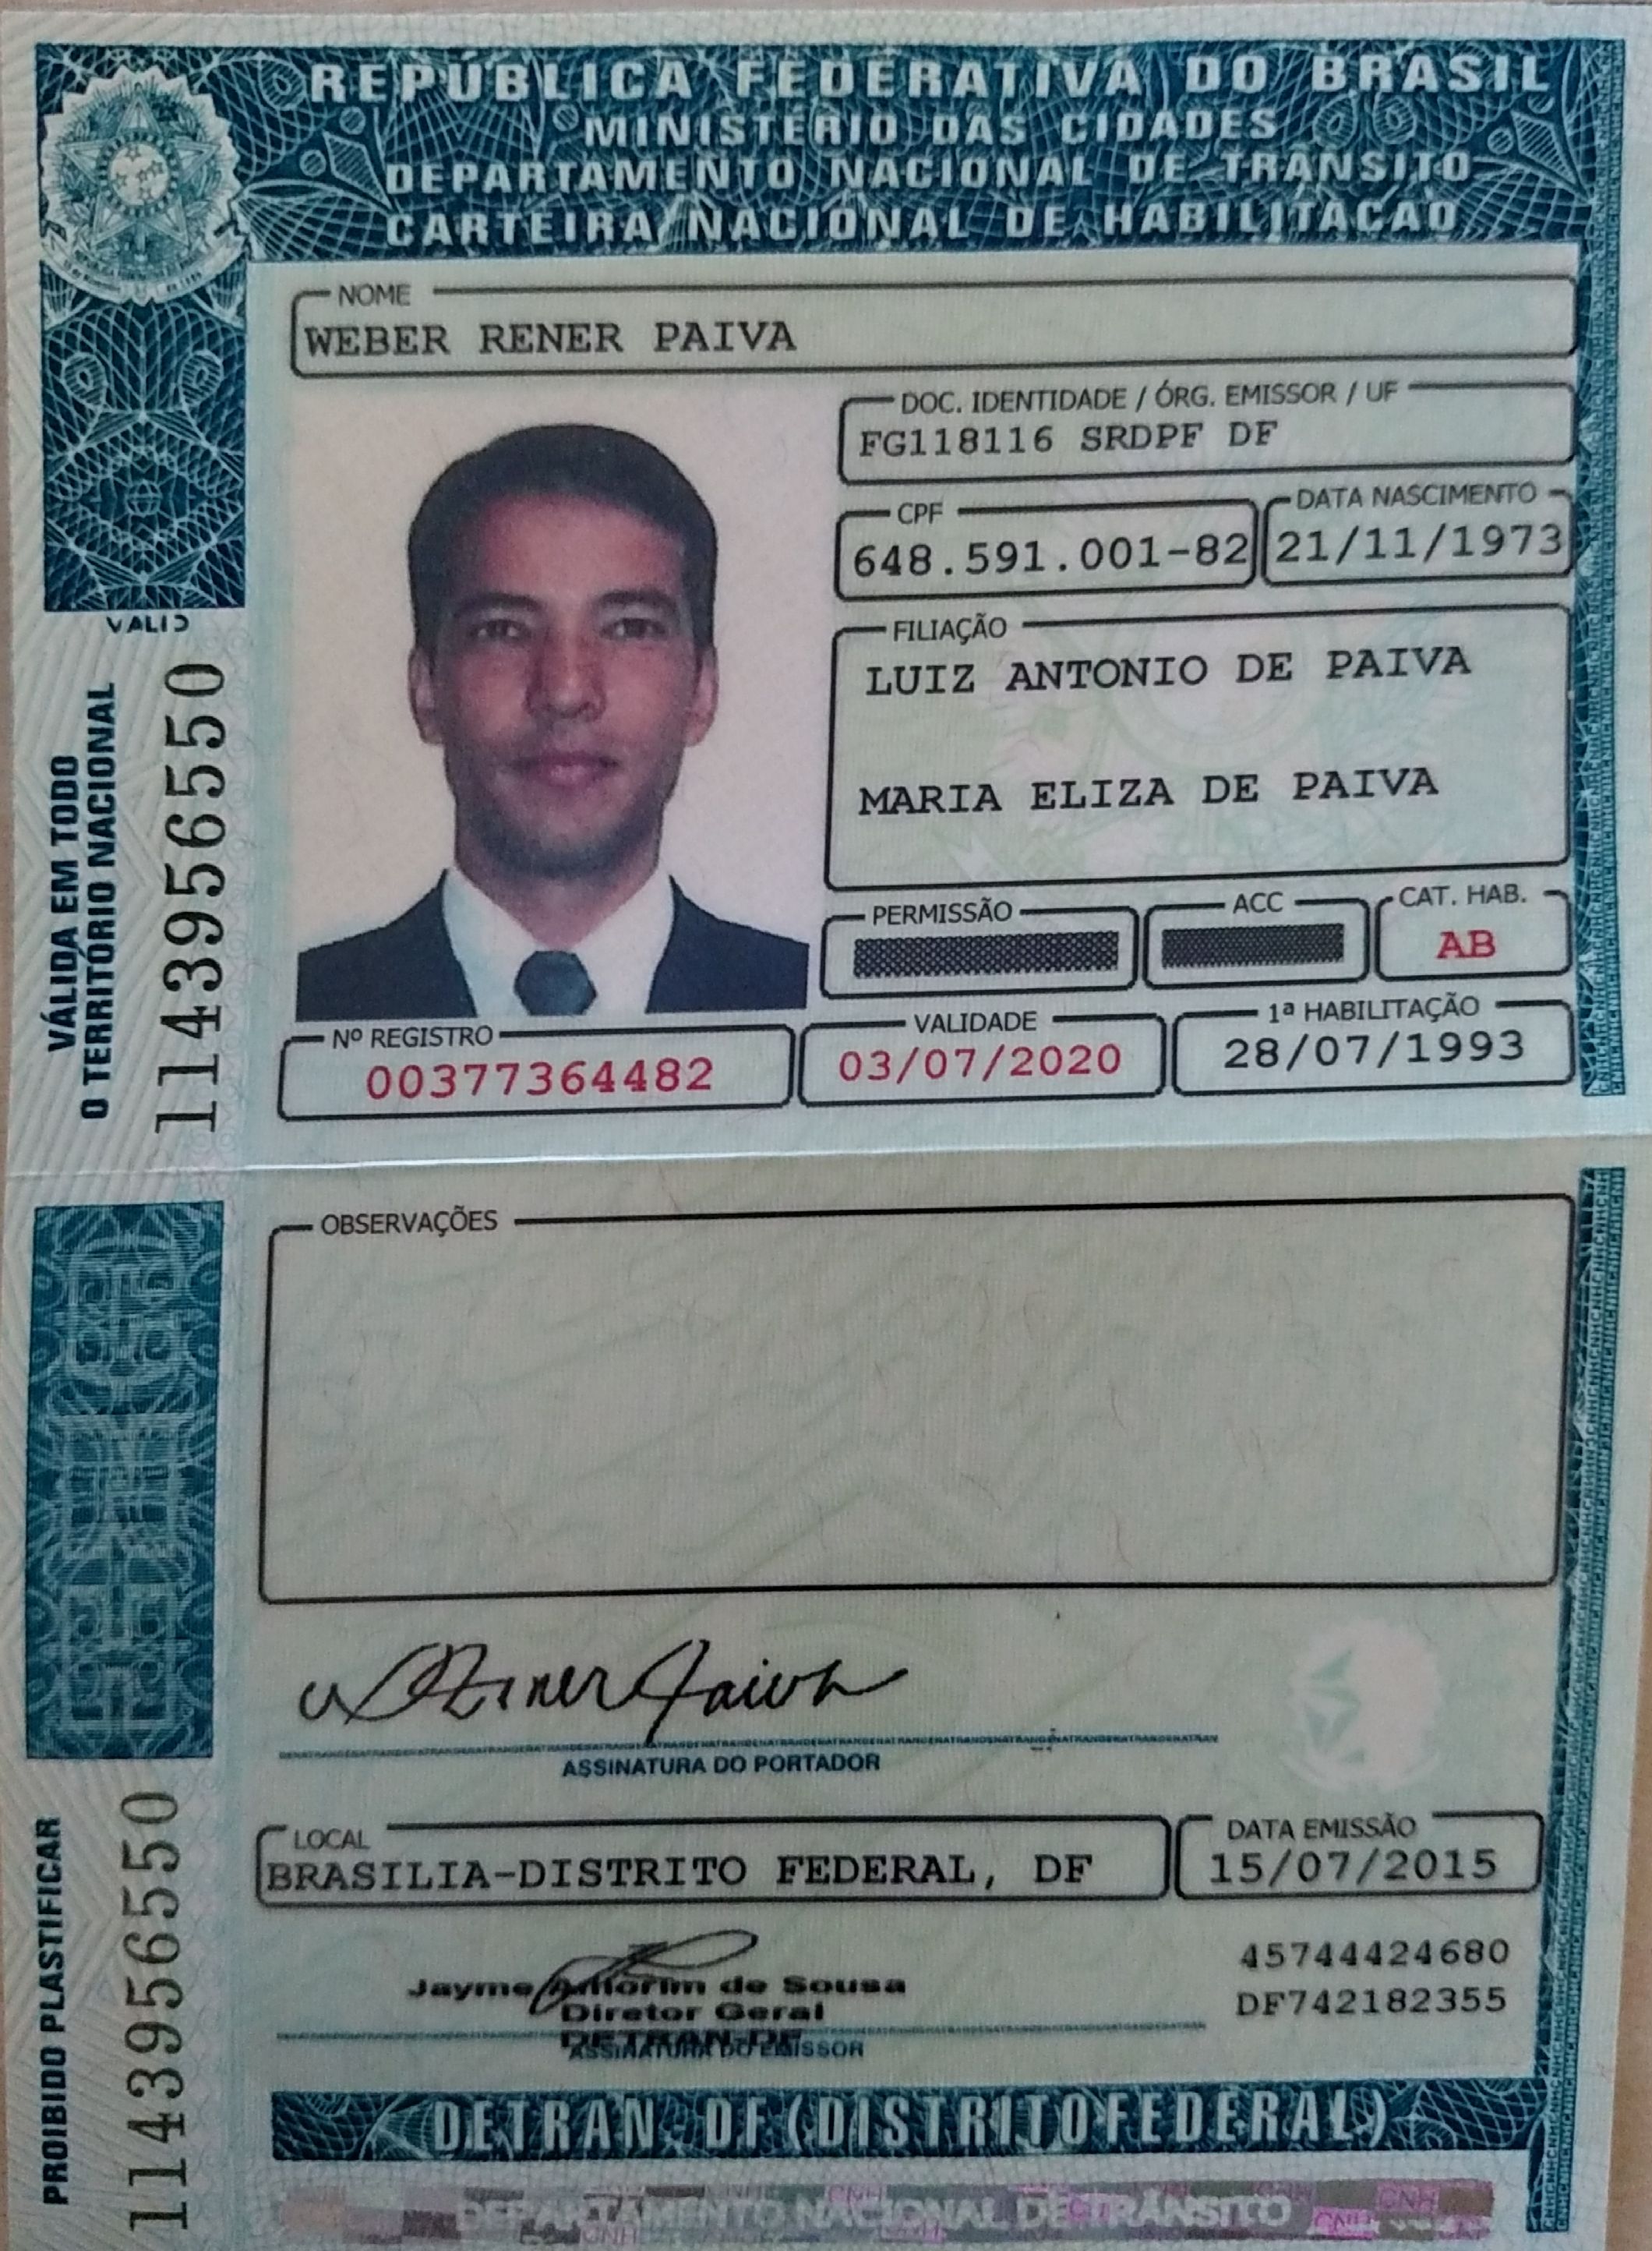 REPÚBLICA FEDERATIVA DO BRASIL
MINISTÉRIO DAS CIDADES
DEPARTAMENTO NACIONAL DE TRÂNSITO
CARTEIRA NACIONAL DE HABILITAÇÃO
NOME
WEBER RENER PAIVA
DOC. IDENTIDADE / ÓRG. EMISSOR / UF
FG118116 SRDPF DF
CPF
648.591.001-82
DATA NASCIMENTO
21/11/1973
FILIAÇÃO
LUIZ ANTONIO DE PAIVA
MARIA ELIZA DE PAIVA
PERMISSÃO
ACC
CAT. HAB.
AB
Nº REGISTRO
00377364482
VALIDADE
03/07/2020
1ª HABILITAÇÃO
28/07/1993
VALID
VÁLIDA EM TODO
O TERRITÓRIO NACIONAL
1143956550
OBSERVAÇÕES
Rener Paiva
ASSINATURA DO PORTADOR
LOCAL
BRASILIA-DISTRITO FEDERAL, DF
DATA EMISSÃO
15/07/2015
45744424680
DF742182355
Jayme Amorim de Sousa
Diretor Geral
DETRAN-DF
ASSINATURA DO EMISSOR
PROIBIDO PLASTIFICAR
1143956550
DETRAN-DF (DISTRITO FEDERAL)
DEPARTAMENTO NACIONAL DE TRÂNSITO